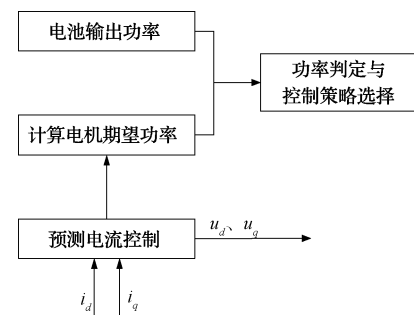 电池输出功率
功率判定与
控制策略选择
计算电机期望功率
预测电流控制
u_d、u_q
i_d
i_q